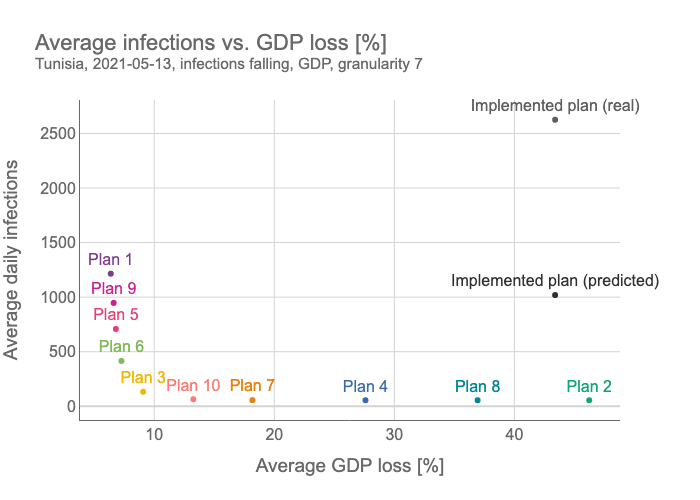 Average infections vs. GDP loss [%]
Tunisia, 2021-05-13, infections falling, GDP, granularity 7
Implemented plan (real)
2500
2000
1500
Plan 1
Implemented plan (predicted)
Plan 9
1000
Plan 5
Plan 6
500
Plan 3
Plan 10
Plan 7
Plan 4
Plan 8
Plan 2
0
10
20
30
40
Average GDP loss [%]
Average daily infections